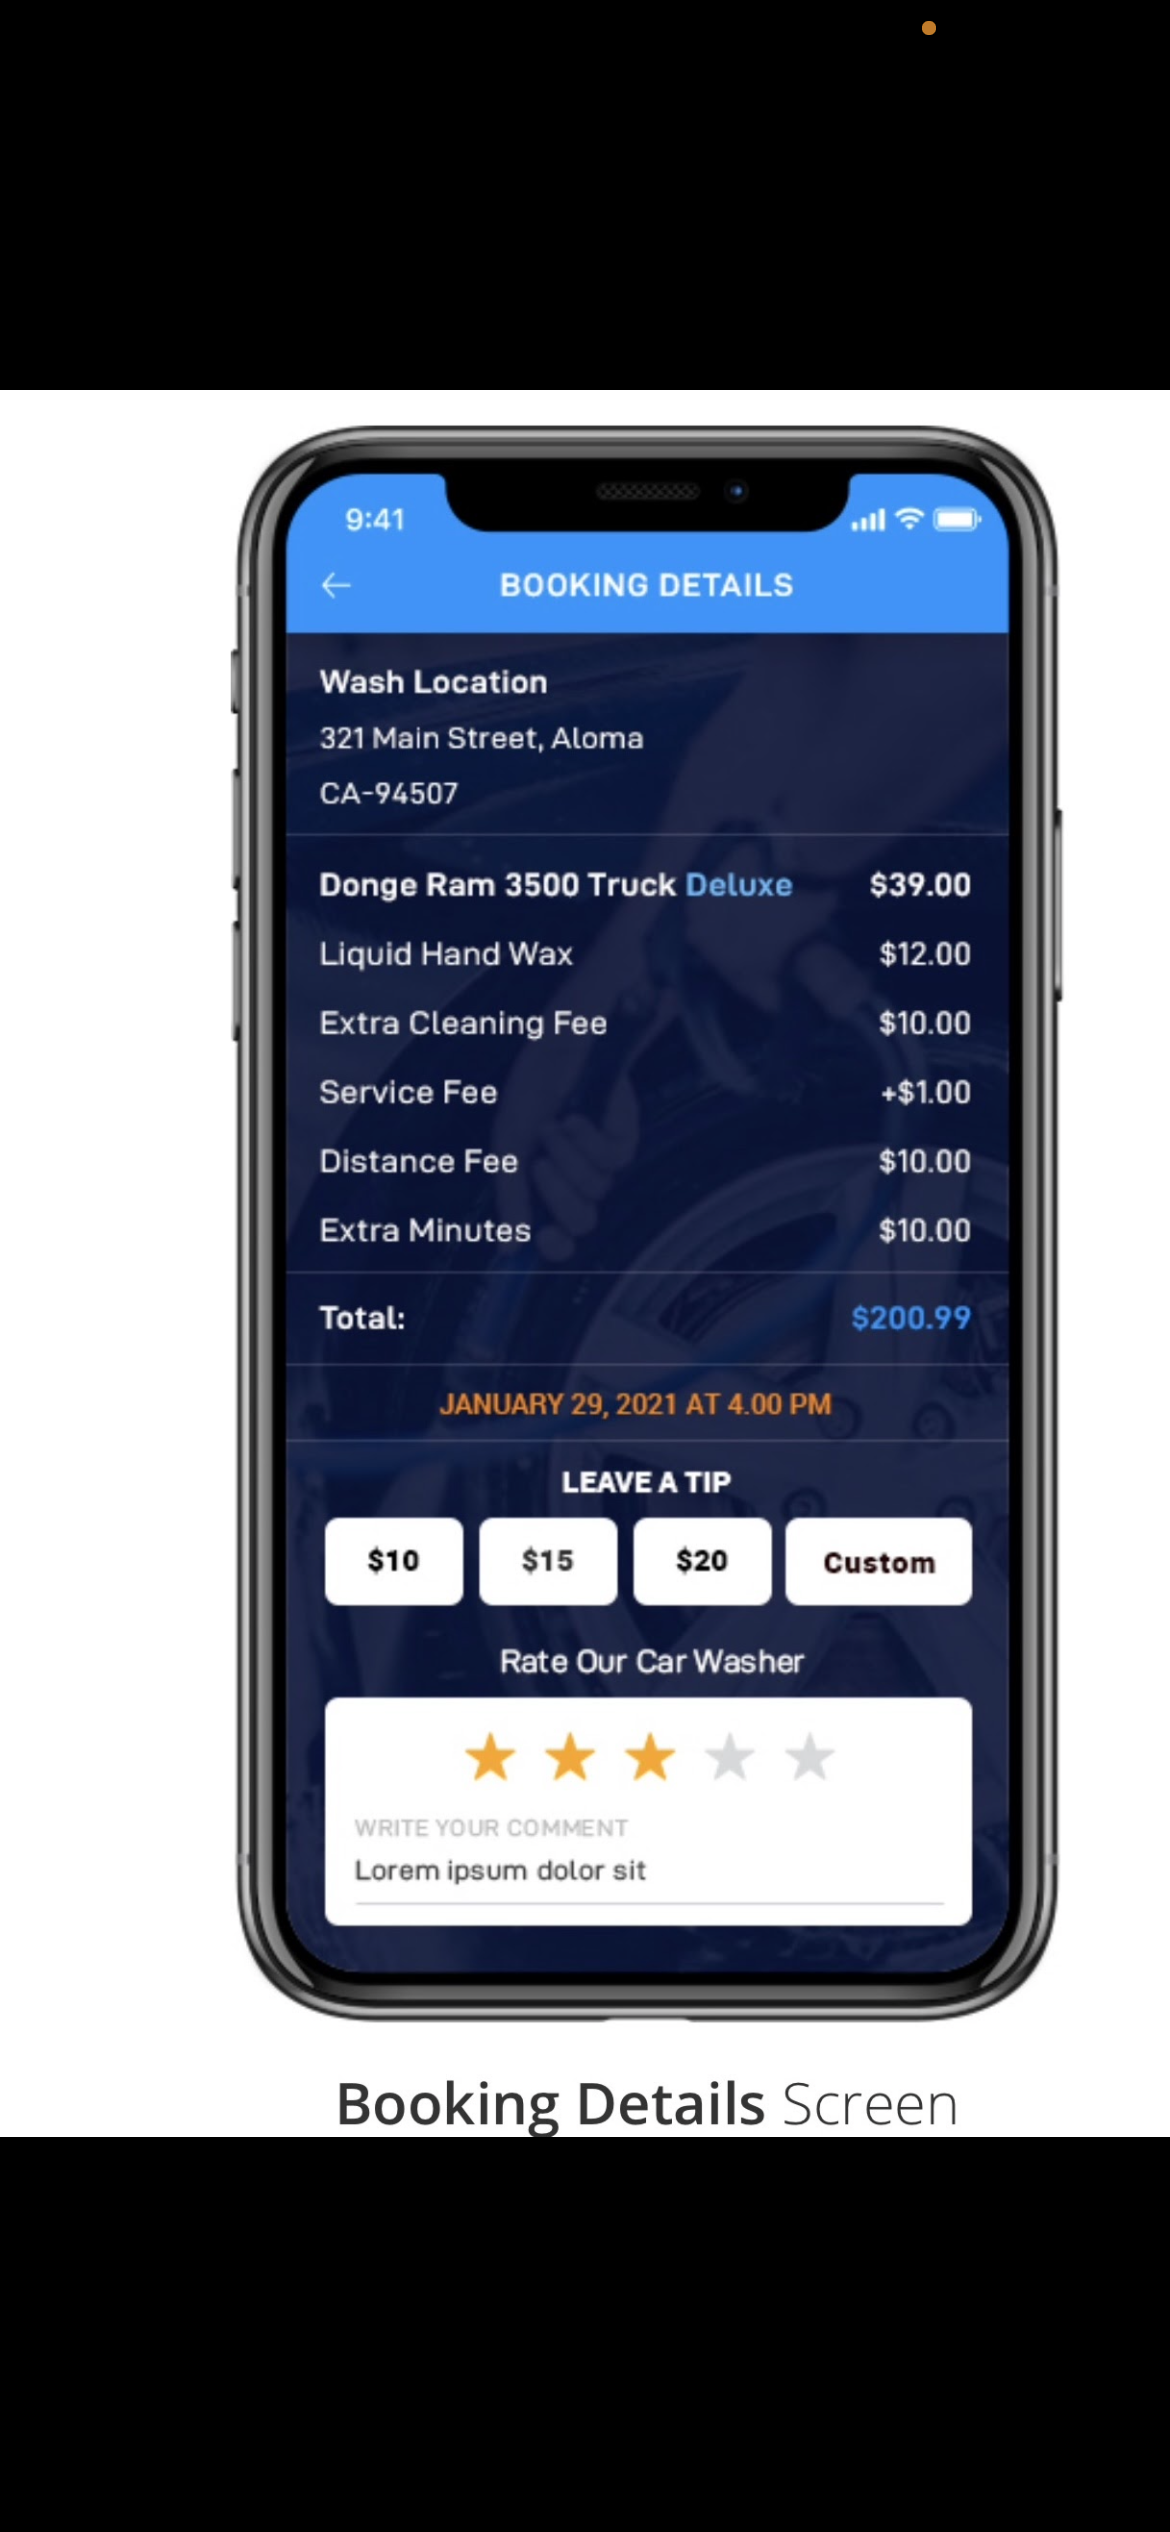 9:41
BOOKING DETAILS
Wash Location
321 Main Street, Aloma
CA-94507
Donge Ram 3500 Truck Deluxe $39.00
Liquid Hand Wax $12.00
Extra Cleaning Fee $10.00
Service Fee +$1.00
Distance Fee $10.00
Extra Minutes $10.00
Total: $200.99
JANUARY 29, 2021 AT 4.00 PM
LEAVE A TIP
$10 $15 $20 Custom
Rate Our Car Washer
WRITE YOUR COMMENT
Lorem ipsum dolor sit
Booking Details Screen